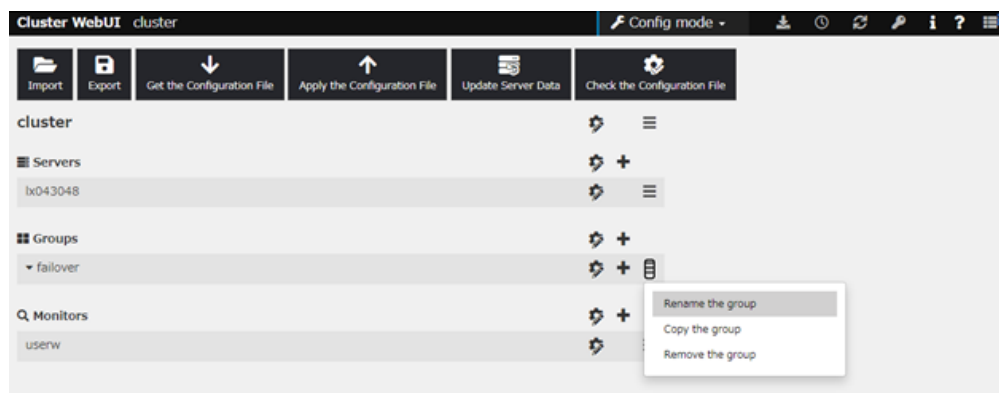 Cluster WebUI cluster Config mode
Import Export Get the Configuration File Apply the Configuration File Update Server Data Check the Configuration File
cluster
Servers
lx043048
Groups
failover
Rename the group
Monitors
Copy the group
userw
Remove the group